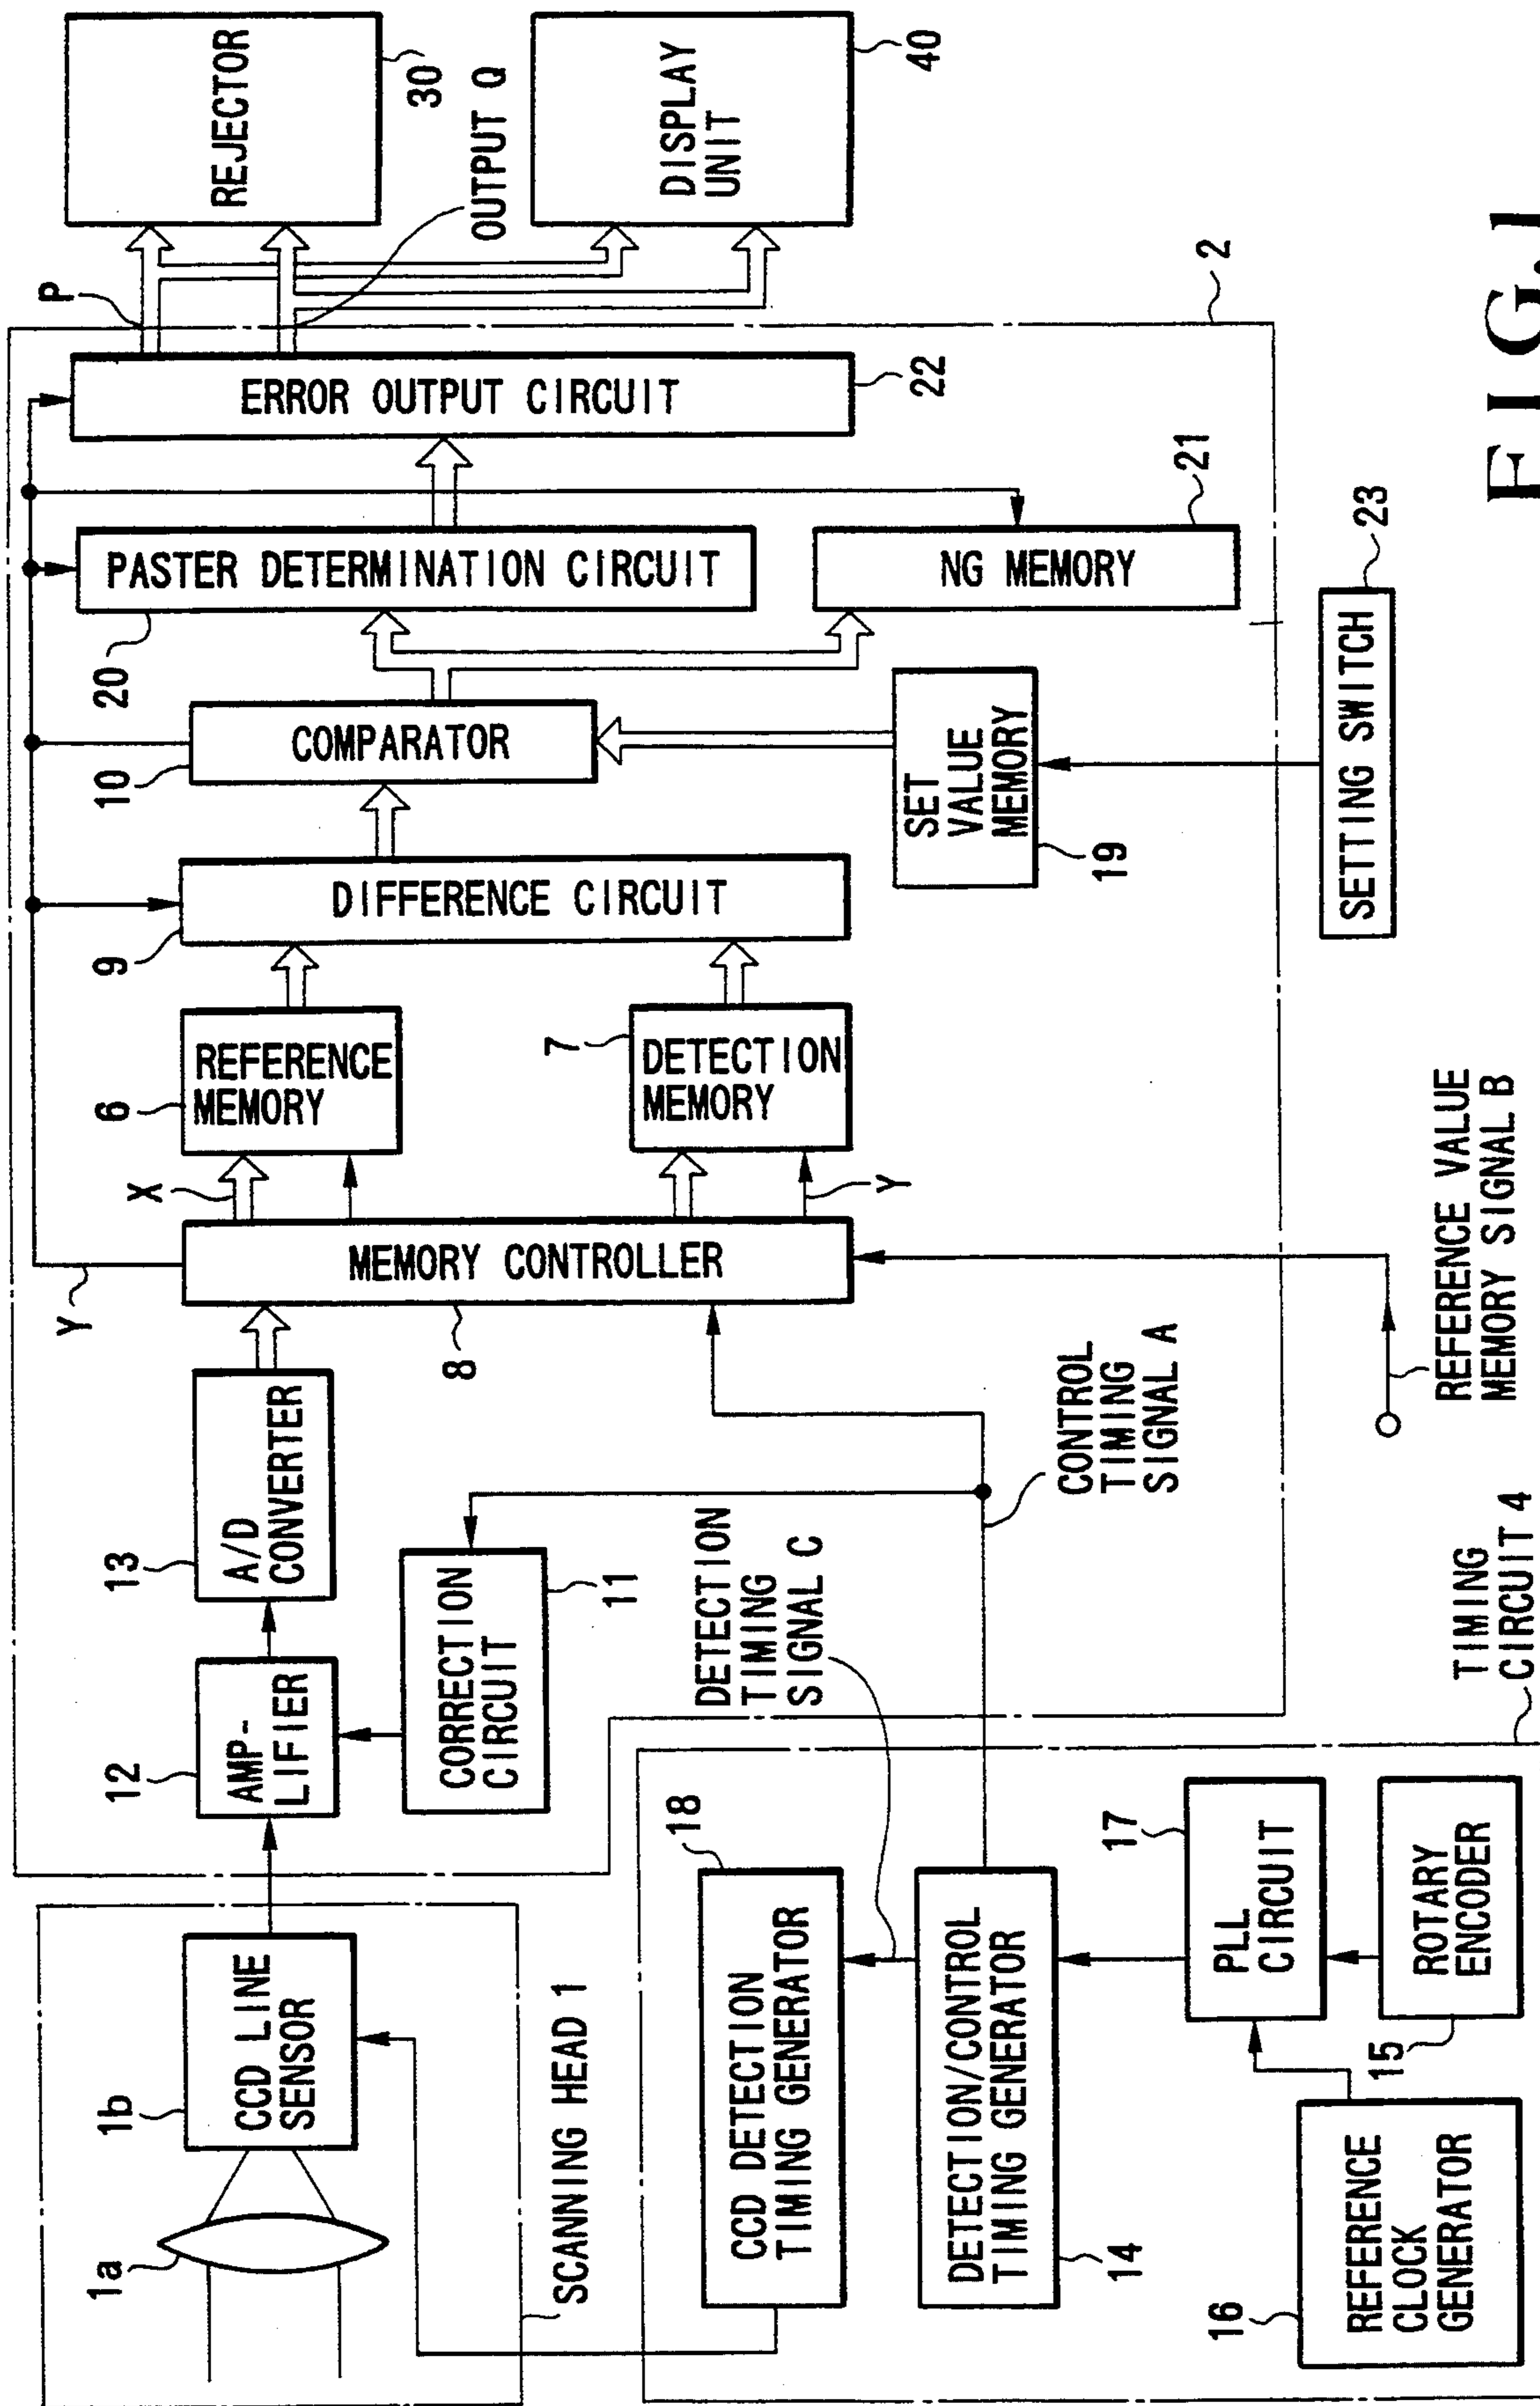 1a
1b
CCD LINE
SENSOR
SCANNING HEAD 1
12
AMP-
LIFIER
13
A/D
CONVERTER
CORRECTION
CIRCUIT
11
Y
MEMORY CONTROLLER
8
X
6
REFERENCE
MEMORY
7
DETECTION
MEMORY
Y
9
DIFFERENCE CIRCUIT
10
COMPARATOR
SET
VALUE
MEMORY
19
20
PASTER DETERMINATION CIRCUIT
NG MEMORY
21
ERROR OUTPUT CIRCUIT
22
P
REJECTOR
30
OUTPUT Q
DISPLAY
UNIT
40
2
SETTING SWITCH
23
18
CCD DETECTION
TIMING GENERATOR
DETECTION
TIMING
SIGNAL C
DETECTION/CONTROL
TIMING GENERATOR
14
CONTROL
TIMING
SIGNAL A
17
PLL
CIRCUIT
ROTARY
ENCODER
15
16
REFERENCE
CLOCK
GENERATOR
TIMING
CIRCUIT 4
REFERENCE VALUE
MEMORY SIGNAL B
FIG.1